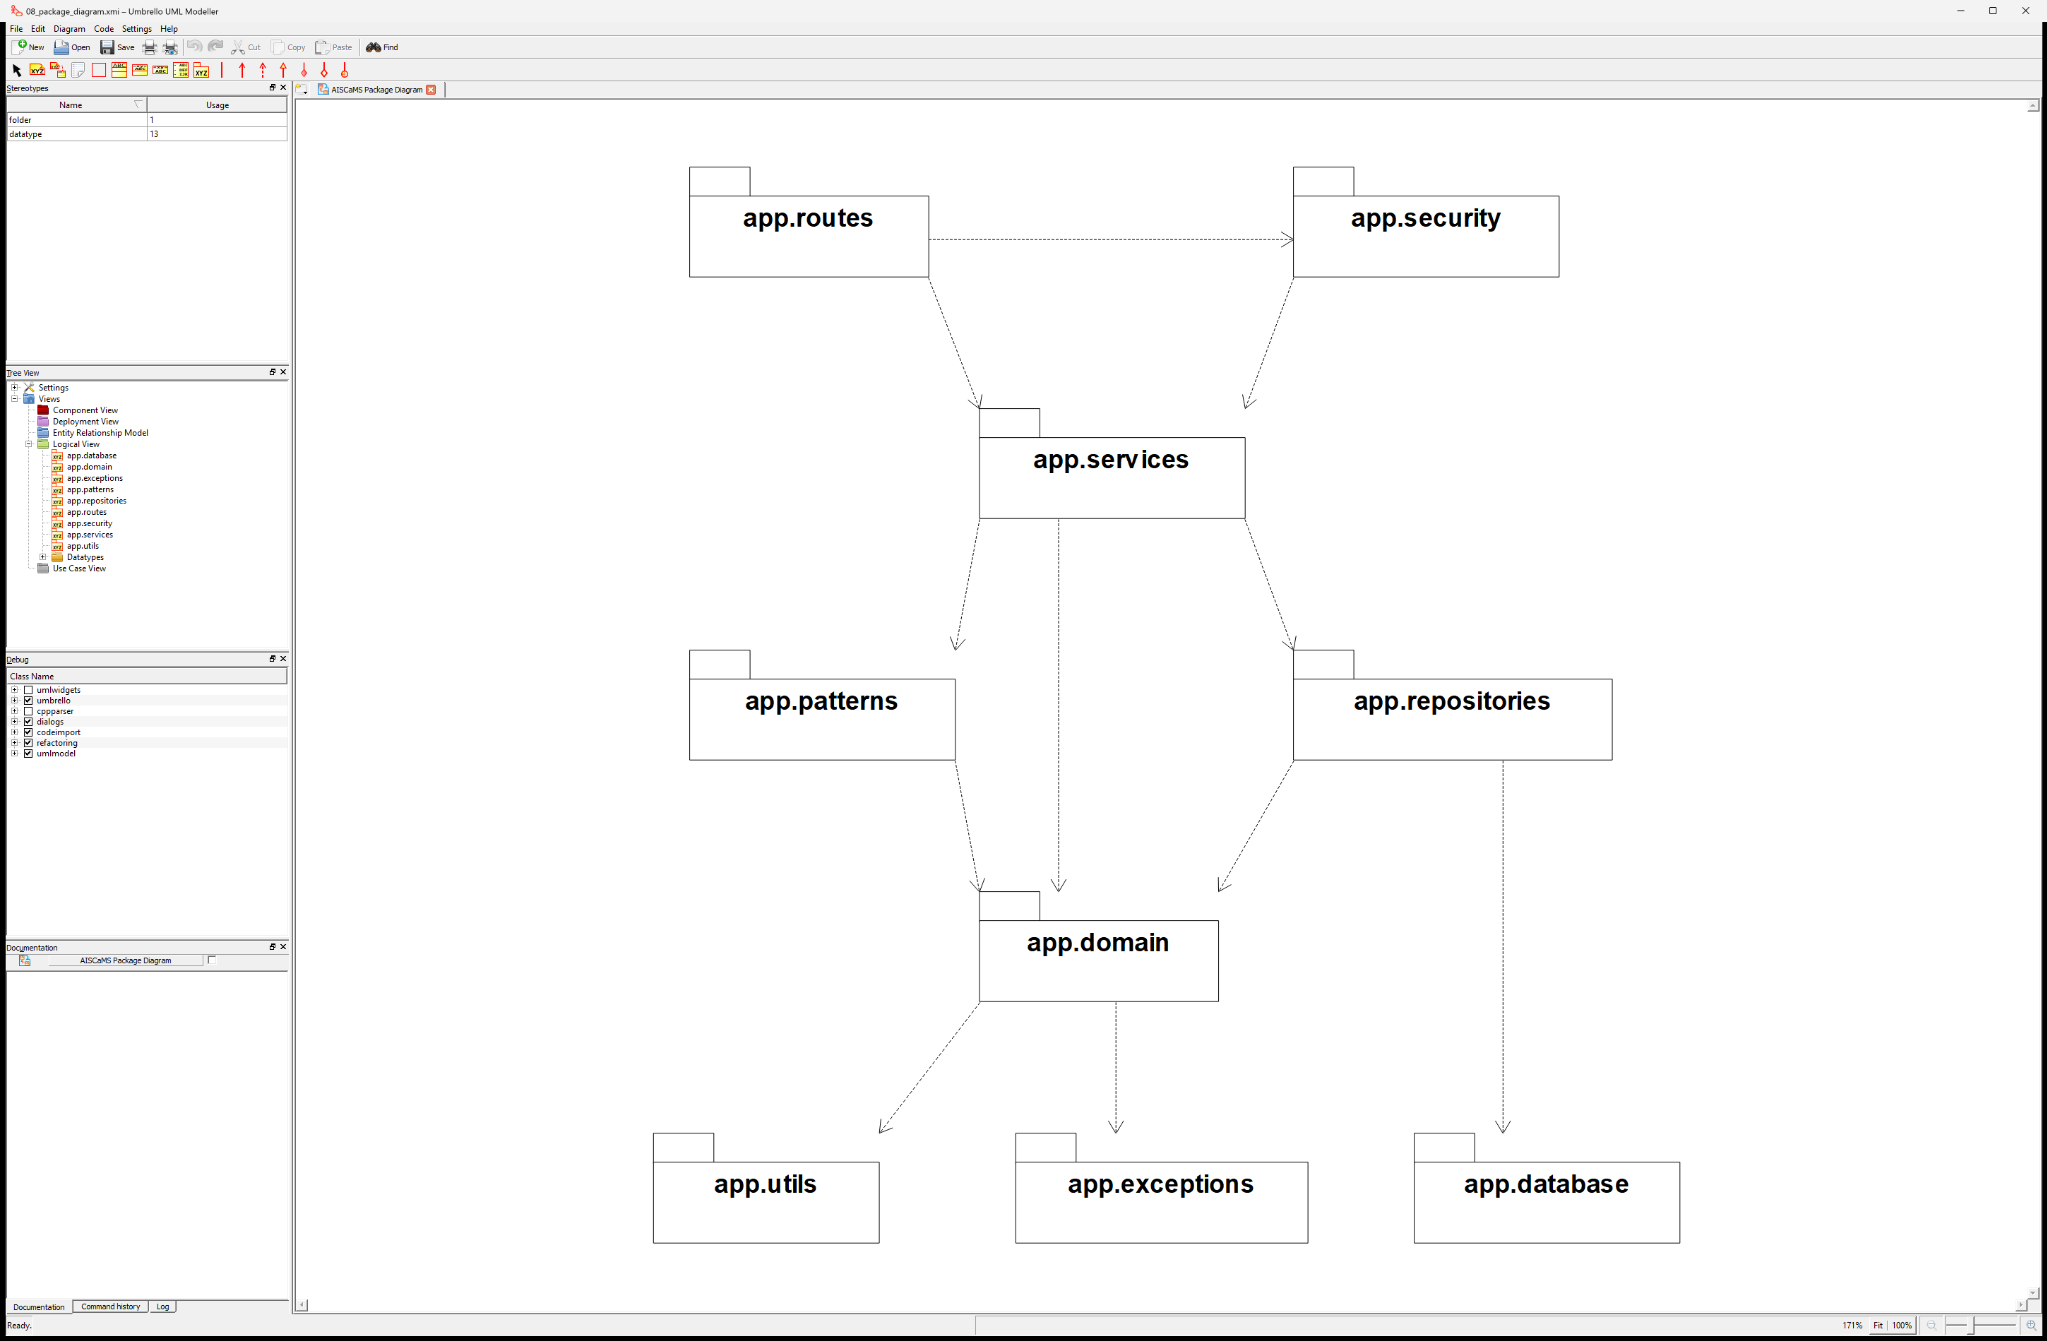 08_package_diagram.xmi – Umbrello UML Modeller
File Edit Diagram Code Settings Help
New Open Save Cut Copy Paste Find
Stereotypes
Name Usage
folder 1
datatype 13
Tree View
Settings
Views
Component View
Deployment View
Entity Relationship Model
Logical View
app.database
app.domain
app.exceptions
app.patterns
app.repositories
app.routes
app.security
app.services
app.utils
Datatypes
Use Case View
Debug
Class Name
umlwidgets
umbrello
cppparser
dialogs
codeimport
refactoring
umlmodel
Documentation
AISCaMS Package Diagram
Documentation Command history Log
Ready.
AISCaMS Package Diagram
app.routes
app.security
app.services
app.patterns
app.repositories
app.domain
app.utils
app.exceptions
app.database
171% Fit 100%